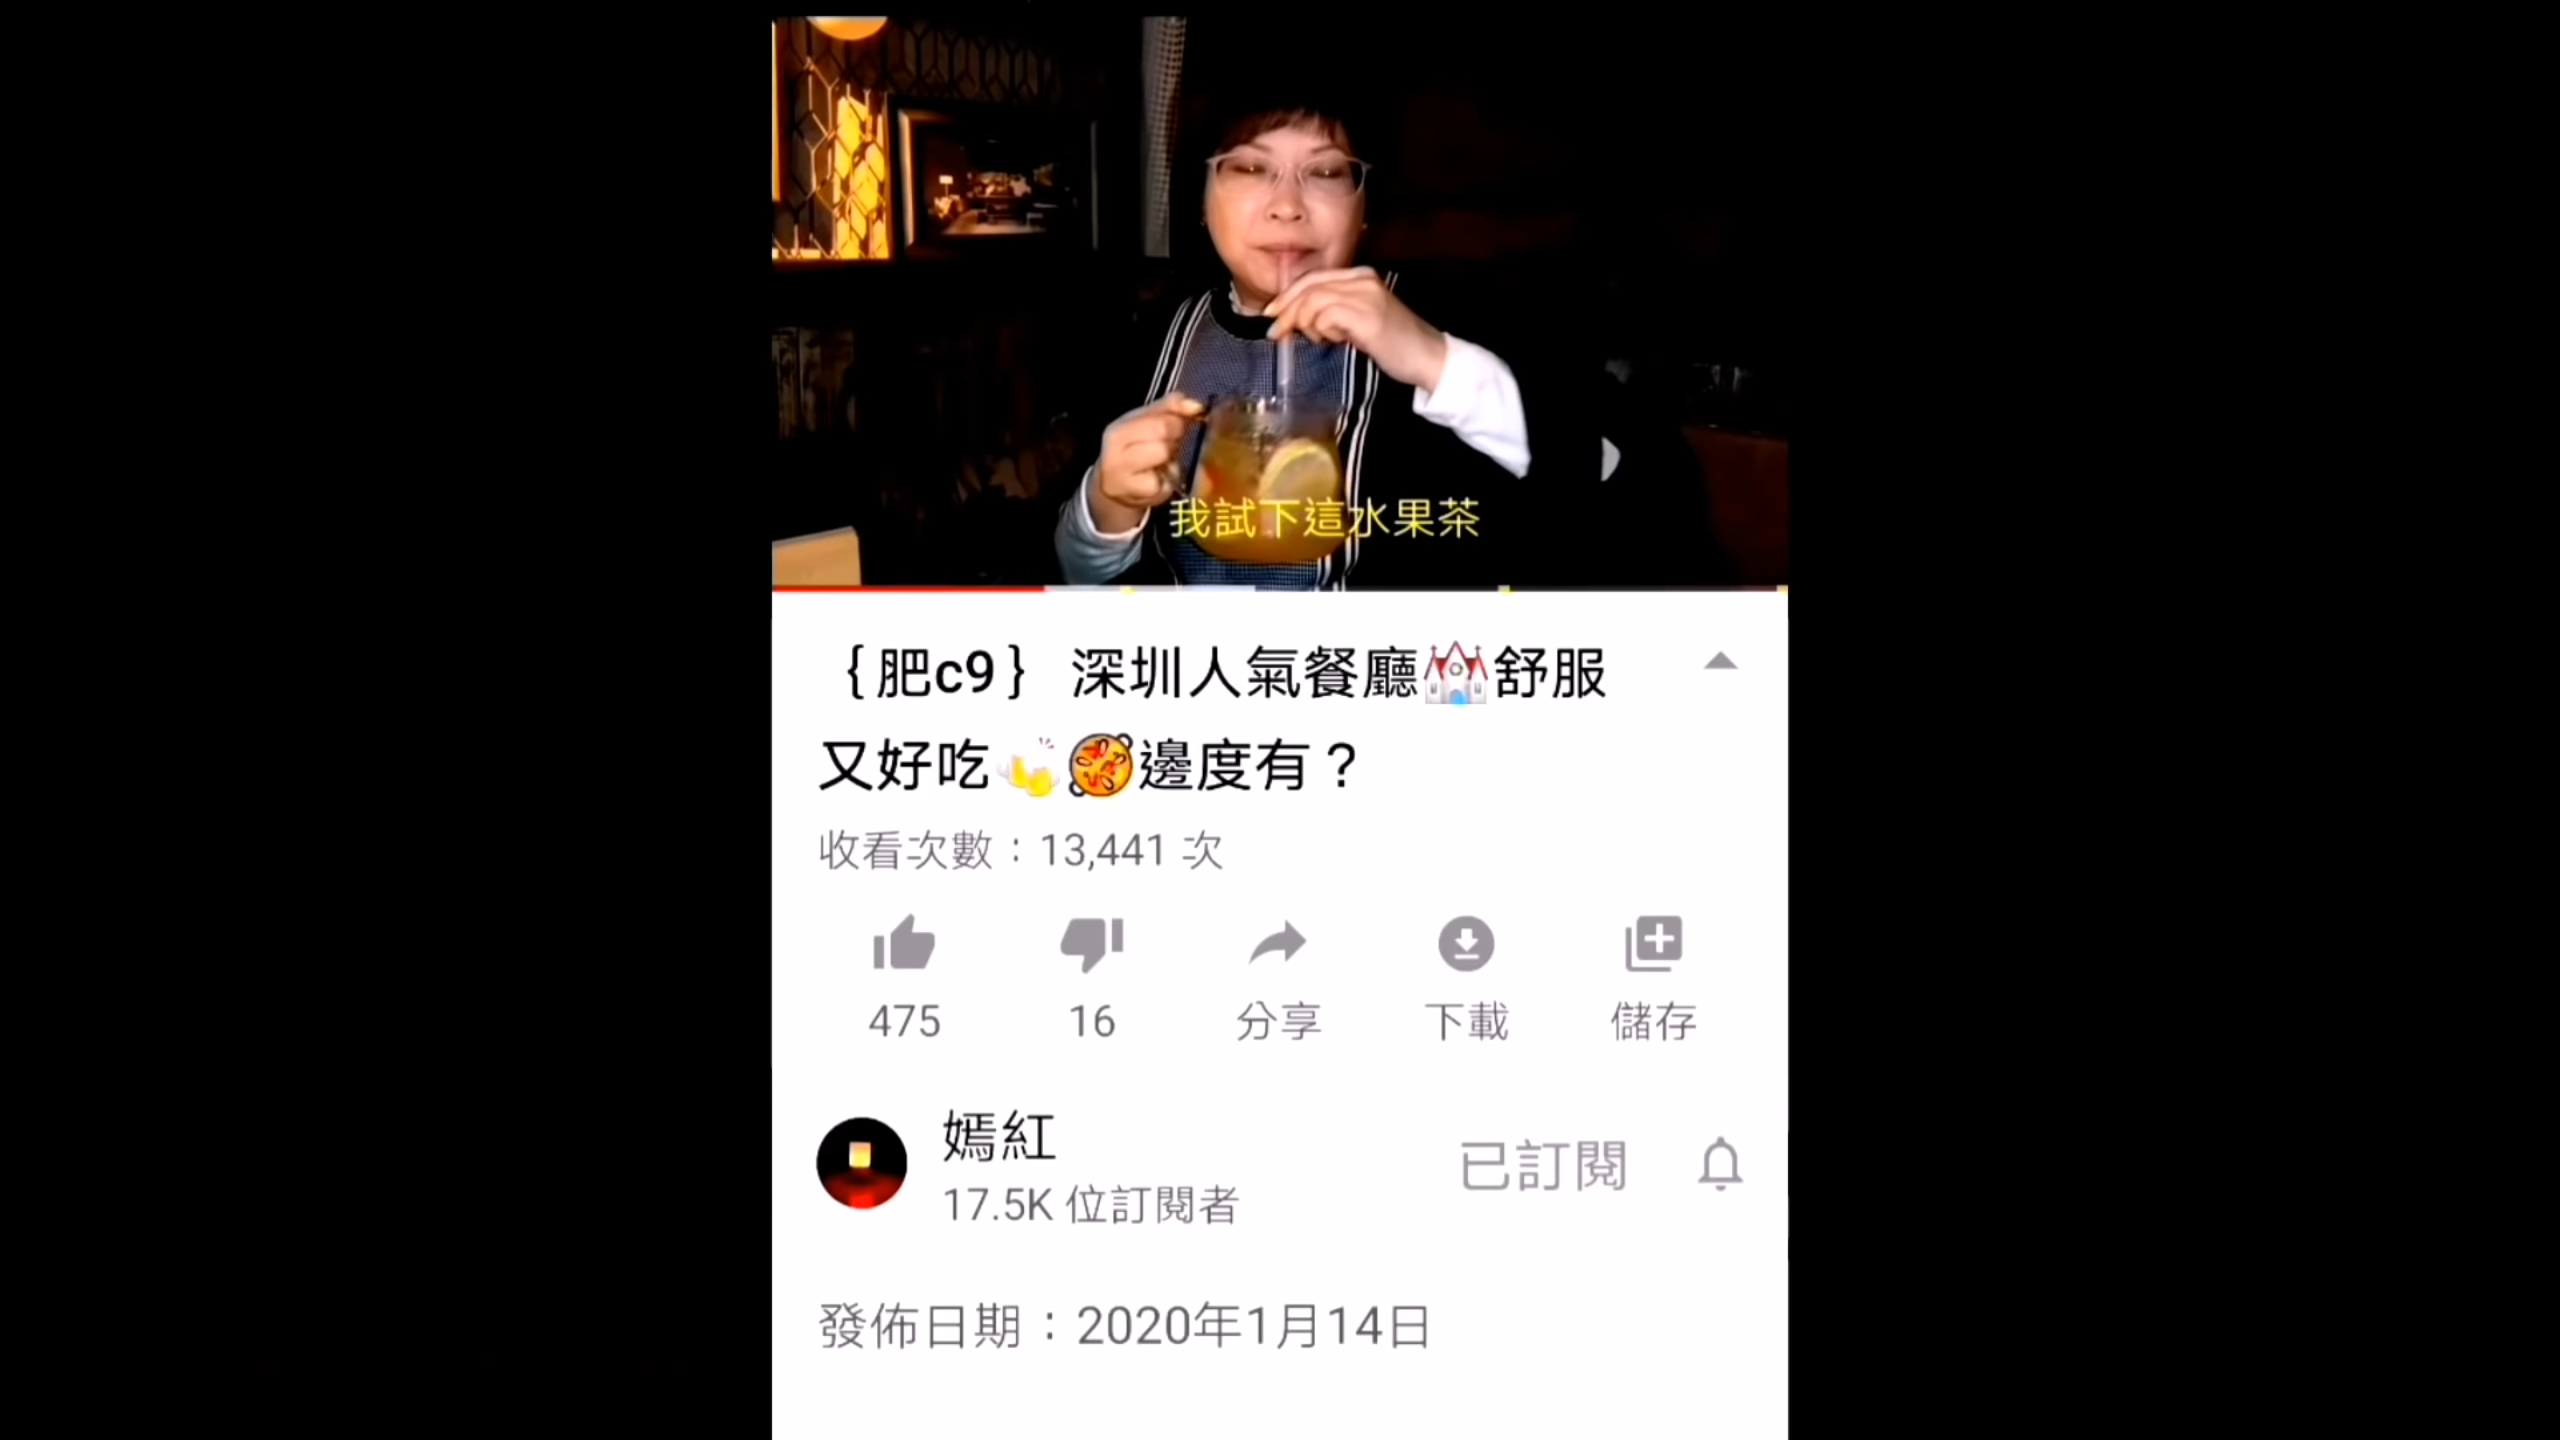 我試下這水果茶
｛肥c9｝ 深圳人氣餐廳💒舒服
又好吃🍻🥘邊度有？
收看次數：13,441 次
475 16 分享 下載 儲存
嫣紅
17.5K 位訂閱者 已訂閱
發佈日期：2020年1月14日